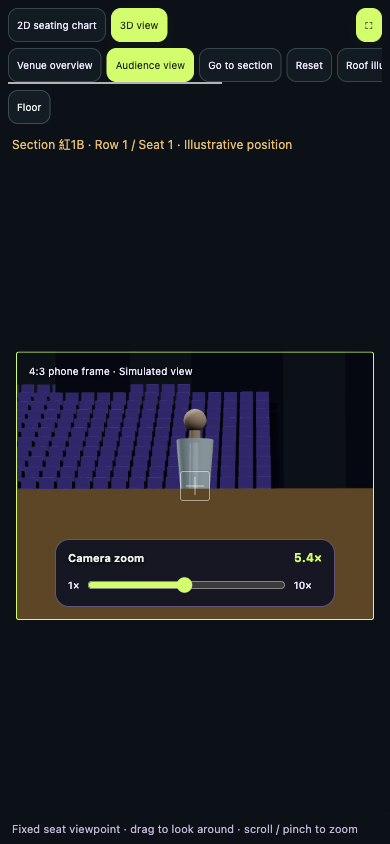 2D seating chart
3D view
Venue overview
Audience view
Go to section
Reset
Roof
Floor
Section 紅1B · Row 1 / Seat 1 · Illustrative position
4:3 phone frame · Simulated view
Camera zoom 5.4×
1× 10×
Fixed seat viewpoint · drag to look around · scroll / pinch to zoom